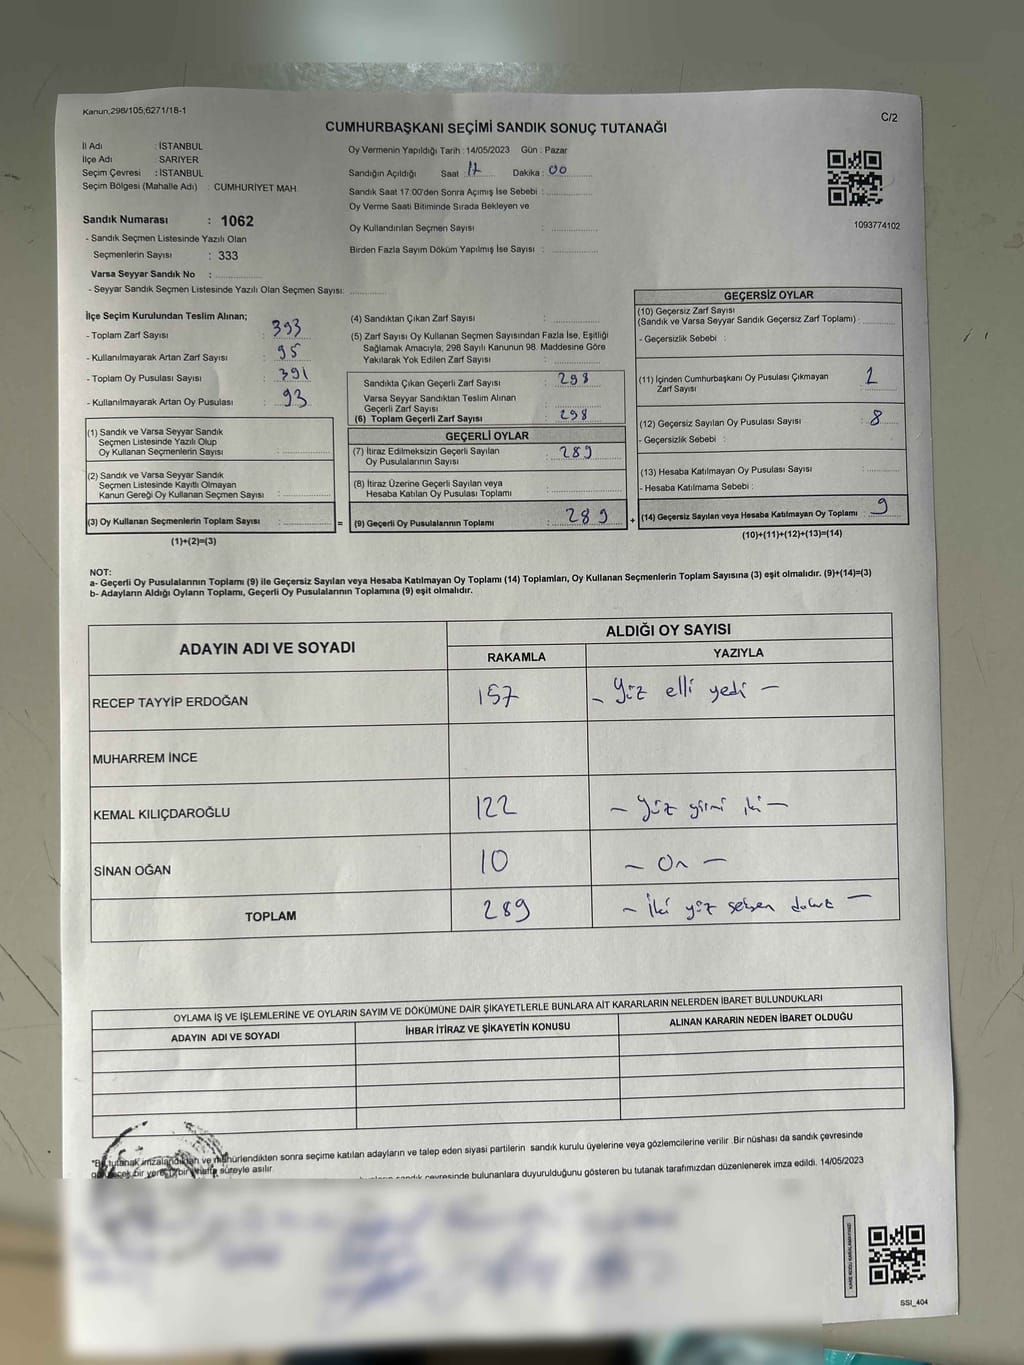 Kanun,298/105;6271/18-1
C/2
CUMHURBAŞKANI SEÇİMİ SANDIK SONUÇ TUTANAĞI
İl Adı : İSTANBUL
İlçe Adı : SARIYER
Seçim Çevresi : İSTANBUL
Seçim Bölgesi (Mahalle Adı) : CUMHURİYET MAH.
Sandık Numarası : 1062
- Sandık Seçmen Listesinde Yazılı Olan
Seçmenlerin Sayısı : 333
Varsa Seyyar Sandık No :
- Seyyar Sandık Seçmen Listesinde Yazılı Olan Seçmen Sayısı:
Oy Vermenin Yapıldığı Tarih : 14/05/2023 Gün : Pazar
Sandığın Açıldığı Saat : 17 Dakika : 00
Sandık Saat 17:00'den Sonra Açımış İse Sebebi :
Oy Verme Saati Bitiminde Sırada Bekleyen ve
Oy Kullandırılan Seçmen Sayısı :
Birden Fazla Sayım Döküm Yapılmış İse Sayısı :
1093774102
İlçe Seçim Kurulundan Teslim Alınan;
- Toplam Zarf Sayısı : 393
- Kullanılmayarak Artan Zarf Sayısı : 95
- Toplam Oy Pusulası Sayısı : 391
- Kullanılmayarak Artan Oy Pusulası : 93
(1) Sandık ve Varsa Seyyar Sandık
Seçmen Listesinde Yazılı Olup
Oy Kullanan Seçmenlerin Sayısı :
(2) Sandık ve Varsa Seyyar Sandık
Seçmen Listesinde Kayıtlı Olmayan
Kanun Gereği Oy Kullanan Seçmen Sayısı :
(3) Oy Kullanan Seçmenlerin Toplam Sayısı :
(1)+(2)=(3)
(4) Sandıktan Çıkan Zarf Sayısı :
(5) Zarf Sayısı Oy Kullanan Seçmen Sayısından Fazla İse, Eşitliği
Sağlamak Amacıyla, 298 Sayılı Kanunun 98. Maddesine Göre
Yakılarak Yok Edilen Zarf Sayısı :
Sandıkta Çıkan Geçerli Zarf Sayısı : 298
Varsa Seyyar Sandıktan Teslim Alınan
Geçerli Zarf Sayısı :
(6) Toplam Geçerli Zarf Sayısı : 298
GEÇERLİ OYLAR
(7) İtiraz Edilmeksizin Geçerli Sayılan
Oy Pusulalarının Sayısı : 289
(8) İtiraz Üzerine Geçerli Sayılan veya
Hesaba Katılan Oy Pusulası Toplamı :
= (9) Geçerli Oy Pusulalarının Toplamı : 289
GEÇERSİZ OYLAR
(10) Geçersiz Zarf Sayısı
(Sandık ve Varsa Seyyar Sandık Geçersiz Zarf Toplamı) :
- Geçersizlik Sebebi :
(11) İçinden Cumhurbaşkanı Oy Pusulası Çıkmayan
Zarf Sayısı : 1
(12) Geçersiz Sayılan Oy Pusulası Sayısı : 8
- Geçersizlik Sebebi :
(13) Hesaba Katılmayan Oy Pusulası Sayısı :
- Hesaba Katılmama Sebebi :
+ (14) Geçersiz Sayılan veya Hesaba Katılmayan Oy Toplamı : 9
(10)+(11)+(12)+(13)=(14)
NOT:
a- Geçerli Oy Pusulalarının Toplamı (9) ile Geçersiz Sayılan veya Hesaba Katılmayan Oy Toplamı (14) Toplamları, Oy Kullanan Seçmenlerin Toplam Sayısına (3) eşit olmalıdır. (9)+(14)=(3)
b- Adayların Aldığı Oyların Toplamı, Geçerli Oy Pusulalarının Toplamına (9) eşit olmalıdır.
ADAYIN ADI VE SOYADI
ALDIĞI OY SAYISI
RAKAMLA YAZIYLA
RECEP TAYYİP ERDOĞAN 157 – Yüz elli yedi –
MUHARREM İNCE
KEMAL KILIÇDAROĞLU 122 – Yüz yirmi iki –
SİNAN OĞAN 10 – On –
TOPLAM 289 – İki yüz seksen dokuz –
OYLAMA İŞ VE İŞLEMLERİNE VE OYLARIN SAYIM VE DÖKÜMÜNE DAİR ŞİKAYETLERLE BUNLARA AİT KARARLARIN NELERDEN İBARET BULUNDUKLARI
ADAYIN ADI VE SOYADI İHBAR İTİRAZ VE ŞİKAYETİN KONUSU ALINAN KARARIN NEDEN İBARET OLDUĞU
tutanak imzalandıktan ve mühürlendikten sonra seçime katılan adayların ve talep eden siyasi partilerin sandık kurulu üyelerine veya gözlemcilerine verilir .Bir nüshası da sandık çevresinde
bir yere bir hafta süreyle asılır.
sandık çevresinde bulunanlara duyurulduğunu gösteren bu tutanak tarafımızdan düzenlenerek imza edildi. 14/05/2023
SSI_404